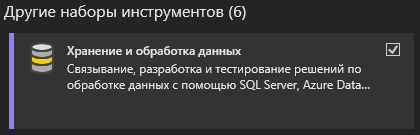 Другие наборы инструментов (6)
Хранение и обработка данных
Связывание, разработка и тестирование решений по
обработке данных с помощью SQL Server, Azure Data...